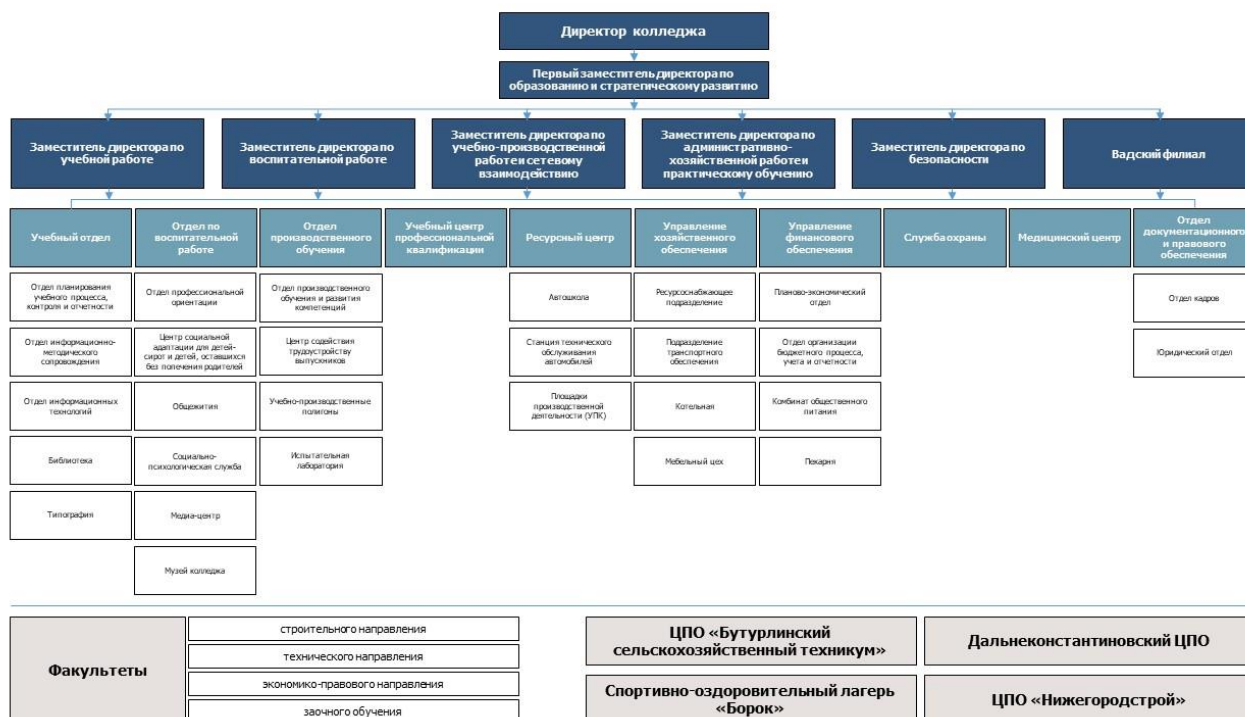 Директор колледжа
Первый заместитель директора по
образованию и стратегическому развитию
Заместитель директора по
учебной работе
Заместитель директора по
воспитательной работе
Заместитель директора по
учебно-производственной
работе и сетевому
взаимодействию
Заместитель директора по
административно-
хозяйственной работе и
практическому обучению
Заместитель директора по
безопасности
Вадский филиал
Учебный отдел
Отдел по
воспитательной
работе
Отдел
производственного
обучения
Учебный центр
профессиональной
квалификации
Ресурсный центр
Управление
хозяйственного
обеспечения
Управление
финансового
обеспечения
Служба охраны
Медицинский центр
Отдел
документационного
и правового
обеспечения
Отдел планирования
учебного процесса,
контроля и отчетности
Отдел информационно-
методического
сопровождения
Отдел информационных
технологий
Библиотека
Типография
Отдел профессиональной
ориентации
Центр социальной
адаптации для детей-
сирот и детей, оставшихся
без попечения родителей
Общежития
Социально-
психологическая служба
Медиа-центр
Музей колледжа
Отдел производственного
обучения и развития
компетенций
Центр содействия
трудоустройству
выпускников
Учебно-производственные
полигоны
Испытательная
лаборатория
Автошкола
Станция технического
обслуживания
автомобилей
Площадки
производственной
деятельности (УПК)
Ресурсоснабжающее
подразделение
Подразделение
транспортного
обеспечения
Котельная
Мебельный цех
Планово-экономический
отдел
Отдел организации
бюджетного процесса,
учета и отчетности
Комбинат общественного
питания
Пекарня
Отдел кадров
Юридический отдел
Факультеты
строительного направления
технического направления
экономико-правового направления
заочного обучения
ЦПО «Бутурлинский
сельскохозяйственный техникум»
Дальнеконстантиновский ЦПО
Спортивно-оздоровительный лагерь
«Борок»
ЦПО «Нижегородстрой»